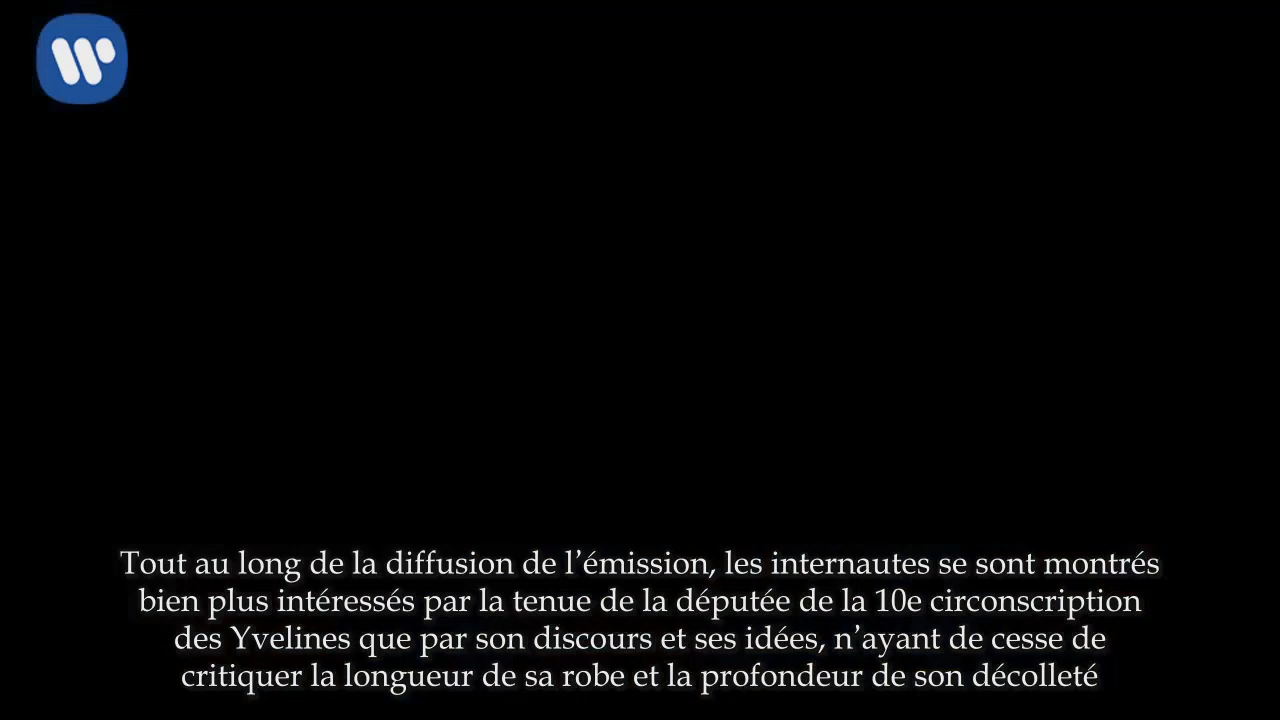 Tout au long de la diffusion de l’émission, les internautes se sont montrés
bien plus intéressés par la tenue de la députée de la 10e circonscription
des Yvelines que par son discours et ses idées, n’ayant de cesse de
critiquer la longueur de sa robe et la profondeur de son décolleté